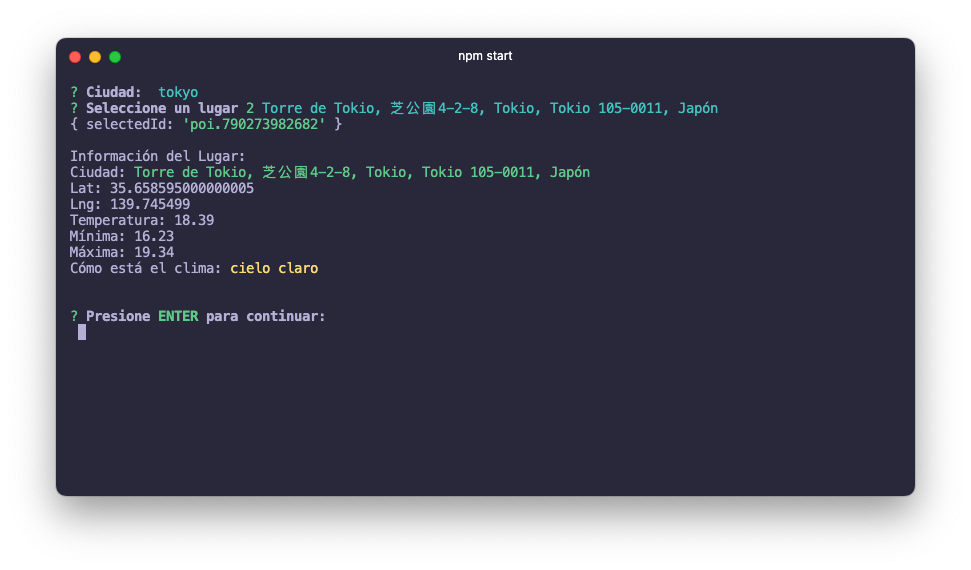 npm start
? Ciudad:  tokyo
? Seleccione un lugar 2 Torre de Tokio, 芝公園4-2-8, Tokio, Tokio 105-0011, Japón
{ selectedId: 'poi.790273982682' }
Información del Lugar:
Ciudad: Torre de Tokio, 芝公園4-2-8, Tokio, Tokio 105-0011, Japón
Lat: 35.658595000000005
Lng: 139.745499
Temperatura: 18.39
Mínima: 16.23
Máxima: 19.34
Cómo está el clima: cielo claro
? Presione ENTER para continuar: